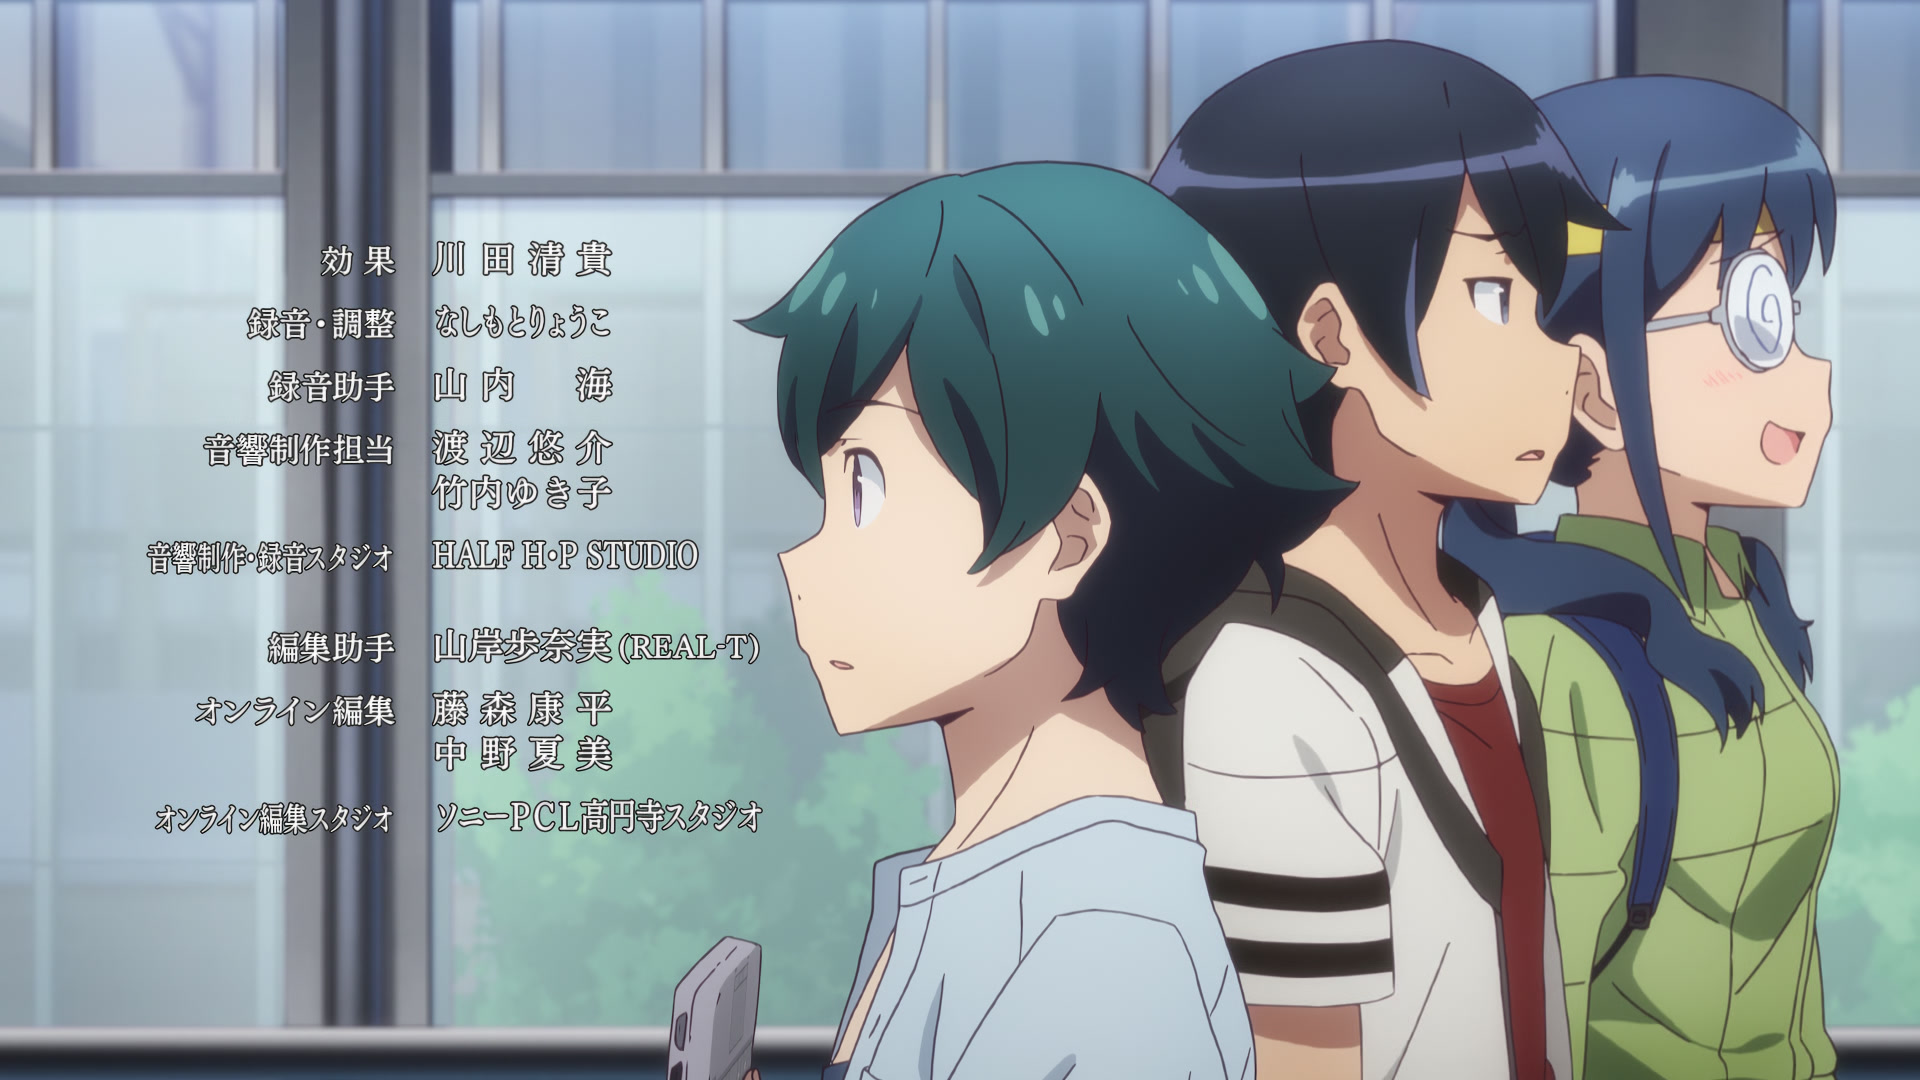 効果 川田清貴
録音・調整 なしもとりょうこ
録音助手 山内 海
音響制作担当 渡辺悠介
竹内ゆき子
音響制作・録音スタジオ HALF H・P STUDIO
編集助手 山岸歩奈実(REAL-T)
オンライン編集 藤森康平
中野夏美
オンライン編集スタジオ ソニーPCL高円寺スタジオ